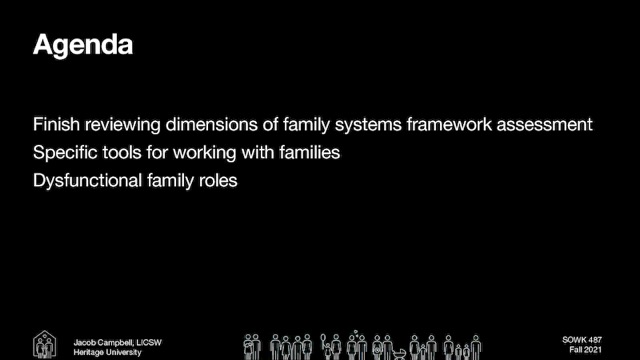 Agenda
Finish reviewing dimensions of family systems framework assessment
Specific tools for working with families
Dysfunctional family roles
Jacob Campbell, LICSW
Heritage University
SOWK 487
Fall 2021